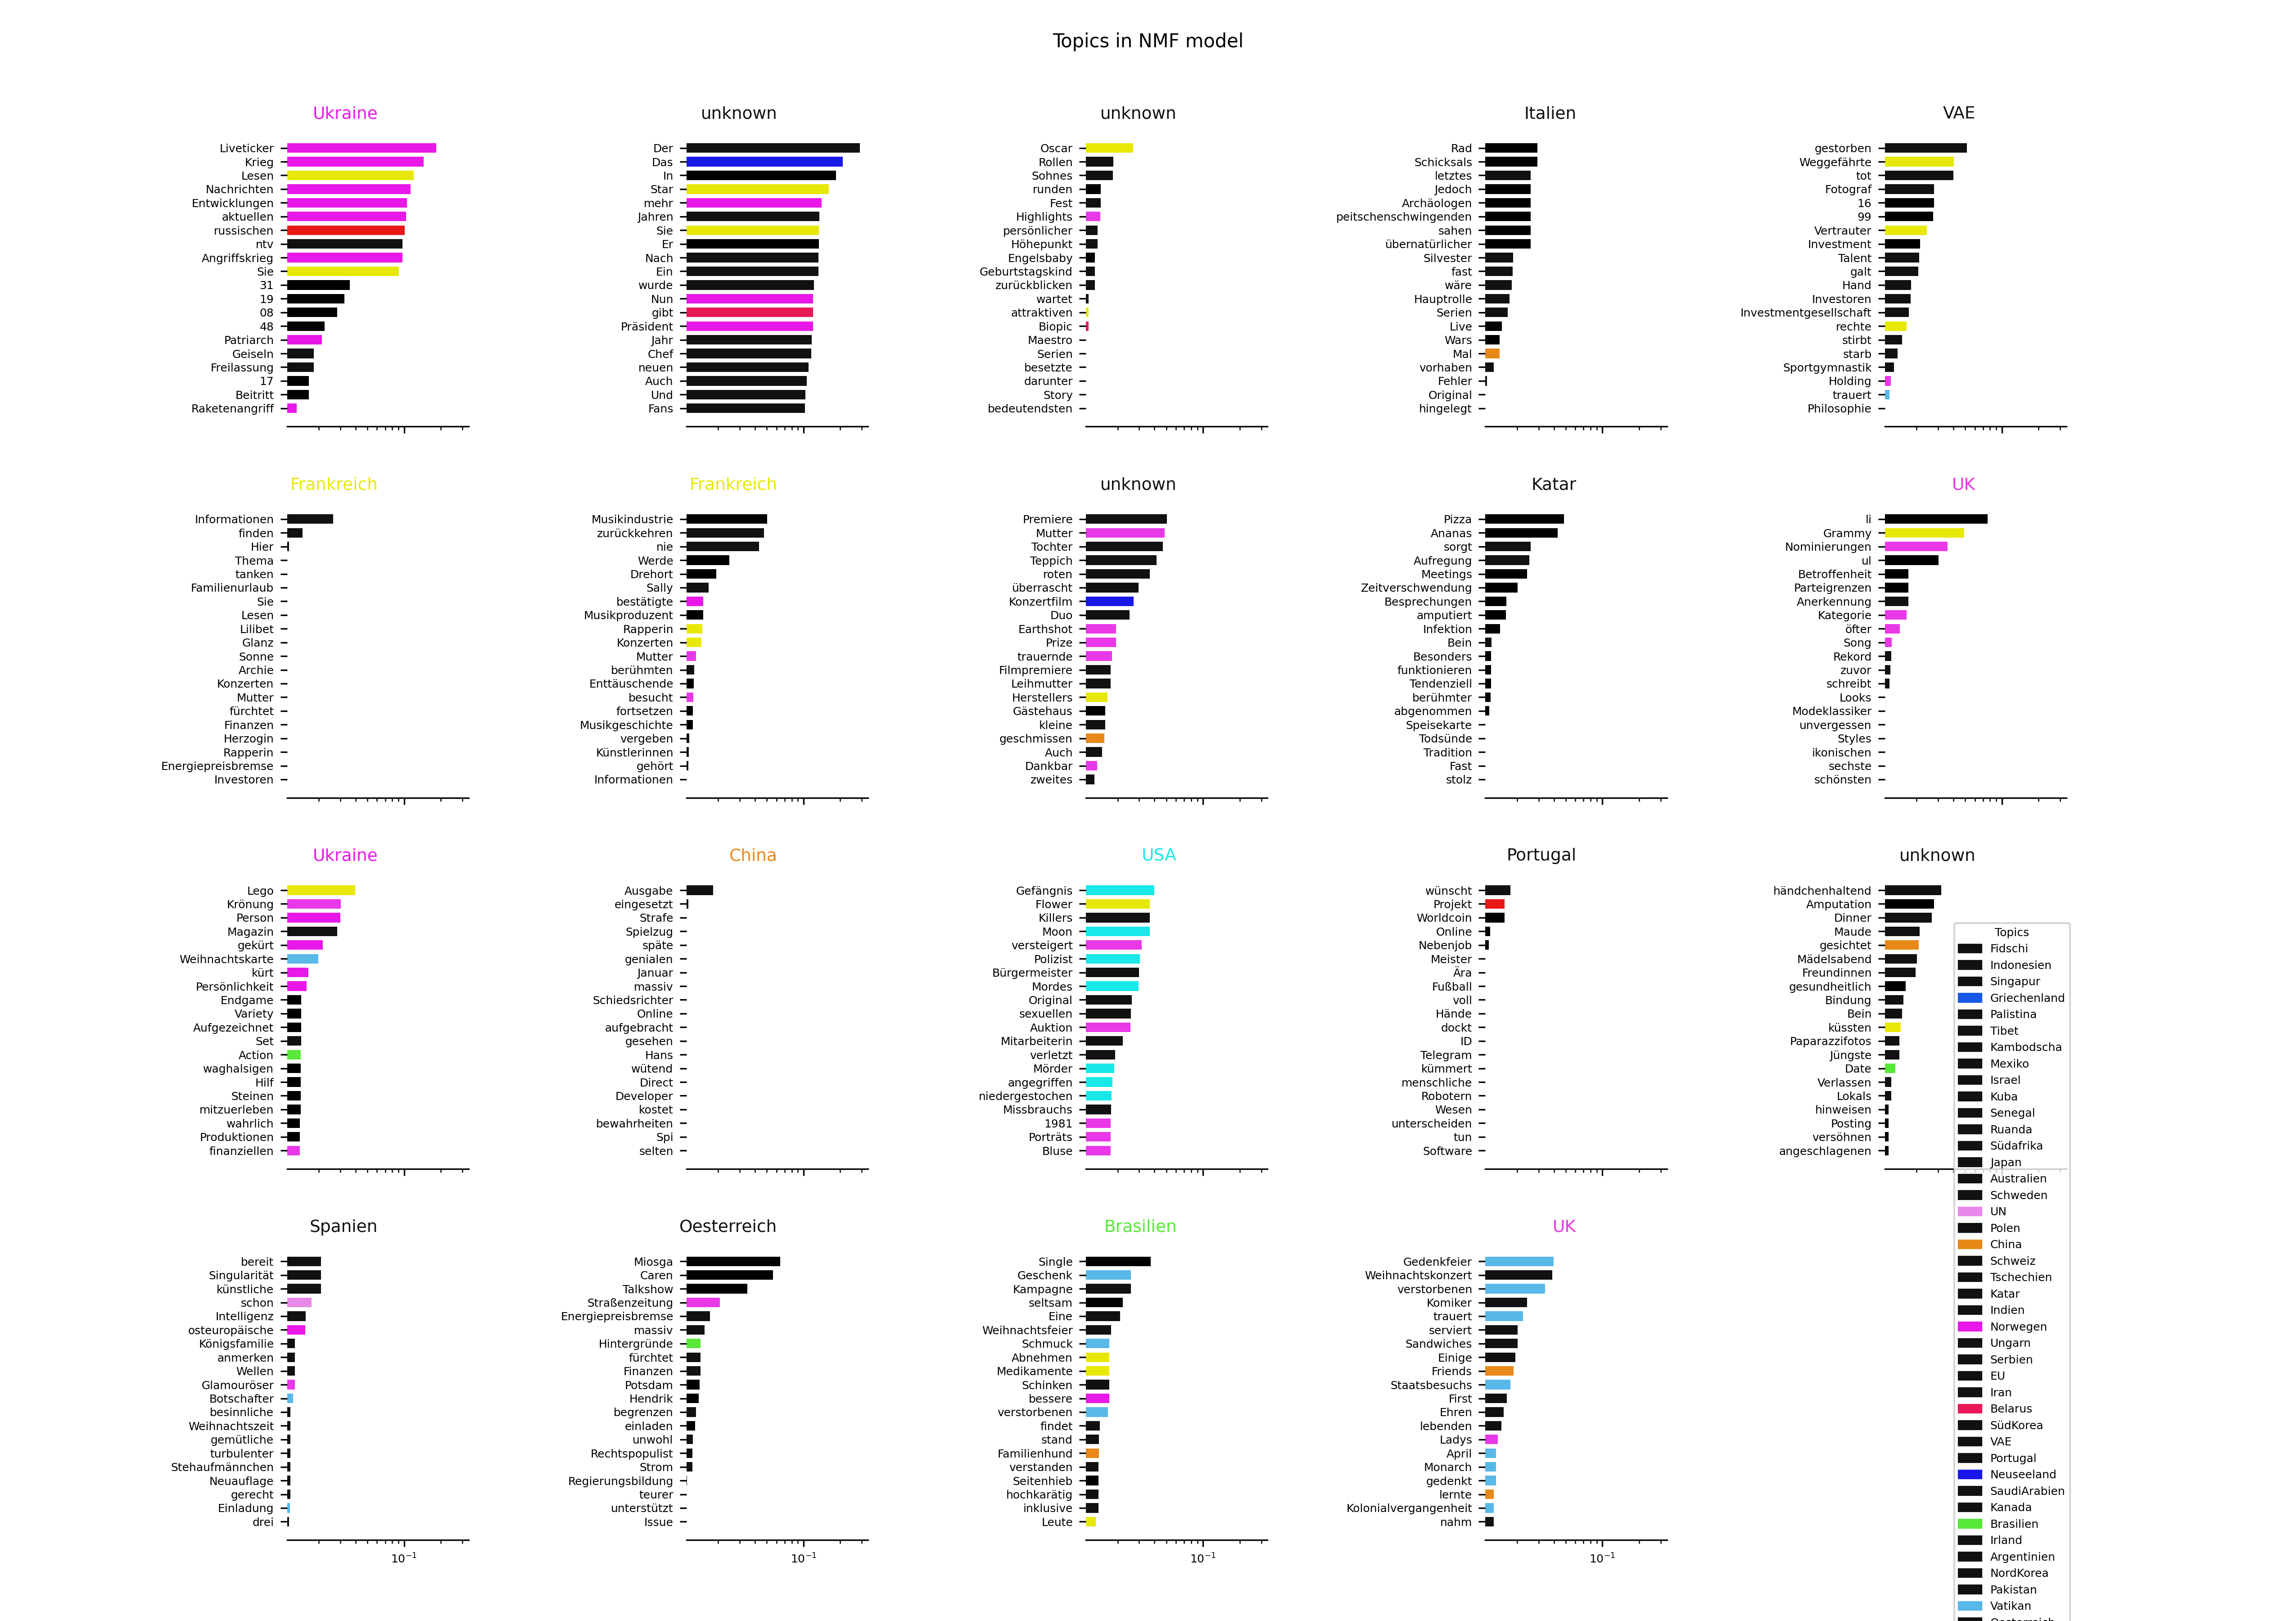 Topics in NMF model
Ukraine
Liveticker
Krieg
Lesen
Nachrichten
Entwicklungen
aktuellen
russischen
ntv
Angriffskrieg
Sie
31
19
08
48
Patriarch
Geiseln
Freilassung
17
Beitritt
Raketenangriff
unknown
Der
Das
In
Star
mehr
Jahren
Sie
Er
Nach
Ein
wurde
Nun
gibt
Präsident
Jahr
Chef
neuen
Auch
Und
Fans
unknown
Oscar
Rollen
Sohnes
runden
Fest
Highlights
persönlicher
Höhepunkt
Engelsbaby
Geburtstagskind
zurückblicken
wartet
attraktiven
Biopic
Maestro
Serien
besetzte
darunter
Story
bedeutendsten
Italien
Rad
Schicksals
letztes
Jedoch
Archäologen
peitschenschwingenden
sahen
übernatürlicher
Silvester
fast
wäre
Hauptrolle
Serien
Live
Wars
Mal
vorhaben
Fehler
Original
hingelegt
VAE
gestorben
Weggefährte
tot
Fotograf
16
99
Vertrauter
Investment
Talent
galt
Hand
Investoren
Investmentgesellschaft
rechte
stirbt
starb
Sportgymnastik
Holding
trauert
Philosophie
Frankreich
Informationen
finden
Hier
Thema
tanken
Familienurlaub
Sie
Lesen
Lilibet
Glanz
Sonne
Archie
Konzerten
Mutter
fürchtet
Finanzen
Herzogin
Rapperin
Energiepreisbremse
Investoren
Frankreich
Musikindustrie
zurückkehren
nie
Werde
Drehort
Sally
bestätigte
Musikproduzent
Rapperin
Konzerten
Mutter
berühmten
Enttäuschende
besucht
fortsetzen
Musikgeschichte
vergeben
Künstlerinnen
gehört
Informationen
unknown
Premiere
Mutter
Tochter
Teppich
roten
überrascht
Konzertfilm
Duo
Earthshot
Prize
trauernde
Filmpremiere
Leihmutter
Herstellers
Gästehaus
kleine
geschmissen
Auch
Dankbar
zweites
Katar
Pizza
Ananas
sorgt
Aufregung
Meetings
Zeitverschwendung
Besprechungen
amputiert
Infektion
Bein
Besonders
funktionieren
Tendenziell
berühmter
abgenommen
Speisekarte
Todsünde
Tradition
Fast
stolz
UK
li
Grammy
Nominierungen
ul
Betroffenheit
Parteigrenzen
Anerkennung
Kategorie
öfter
Song
Rekord
zuvor
schreibt
Looks
Modeklassiker
unvergessen
Styles
ikonischen
sechste
schönsten
Ukraine
Lego
Krönung
Person
Magazin
gekürt
Weihnachtskarte
kürt
Persönlichkeit
Endgame
Variety
Aufgezeichnet
Set
Action
waghalsigen
Hilf
Steinen
mitzuerleben
wahrlich
Produktionen
finanziellen
China
Ausgabe
eingesetzt
Strafe
Spielzug
späte
genialen
Januar
massiv
Schiedsrichter
Online
aufgebracht
gesehen
Hans
wütend
Direct
Developer
kostet
bewahrheiten
Spi
selten
USA
Gefängnis
Flower
Killers
Moon
versteigert
Polizist
Bürgermeister
Mordes
Original
sexuellen
Auktion
Mitarbeiterin
verletzt
Mörder
angegriffen
niedergestochen
Missbrauchs
1981
Porträts
Bluse
Portugal
wünscht
Projekt
Worldcoin
Online
Nebenjob
Meister
Ära
Fußball
voll
Hände
dockt
ID
Telegram
kümmert
menschliche
Robotern
Wesen
unterscheiden
tun
Software
unknown
händchenhaltend
Amputation
Dinner
Maude
gesichtet
Mädelsabend
Freundinnen
gesundheitlich
Bindung
Bein
küssten
Paparazzifotos
Jüngste
Date
Verlassen
Lokals
hinweisen
Posting
versöhnen
angeschlagenen
Spanien
bereit
Singularität
künstliche
schon
Intelligenz
osteuropäische
Königsfamilie
anmerken
Wellen
Glamouröser
Botschafter
besinnliche
Weihnachtszeit
gemütliche
turbulenter
Stehaufmännchen
Neuauflage
gerecht
Einladung
drei
10⁻¹
Oesterreich
Miosga
Caren
Talkshow
Straßenzeitung
Energiepreisbremse
massiv
Hintergründe
fürchtet
Finanzen
Potsdam
Hendrik
begrenzen
einladen
unwohl
Rechtspopulist
Strom
Regierungsbildung
teurer
unterstützt
Issue
10⁻¹
Brasilien
Single
Geschenk
Kampagne
seltsam
Eine
Weihnachtsfeier
Schmuck
Abnehmen
Medikamente
Schinken
bessere
verstorbenen
findet
stand
Familienhund
verstanden
Seitenhieb
hochkarätig
inklusive
Leute
10⁻¹
UK
Gedenkfeier
Weihnachtskonzert
verstorbenen
Komiker
trauert
serviert
Sandwiches
Einige
Friends
Staatsbesuchs
First
Ehren
lebenden
Ladys
April
Monarch
gedenkt
lernte
Kolonialvergangenheit
nahm
10⁻¹
Topics
Fidschi
Indonesien
Singapur
Griechenland
Palistina
Tibet
Kambodscha
Mexiko
Israel
Kuba
Senegal
Ruanda
Südafrika
Japan
Australien
Schweden
UN
Polen
China
Schweiz
Tschechien
Katar
Indien
Norwegen
Ungarn
Serbien
EU
Iran
Belarus
SüdKorea
VAE
Portugal
Neuseeland
SaudiArabien
Kanada
Brasilien
Irland
Argentinien
NordKorea
Pakistan
Vatikan